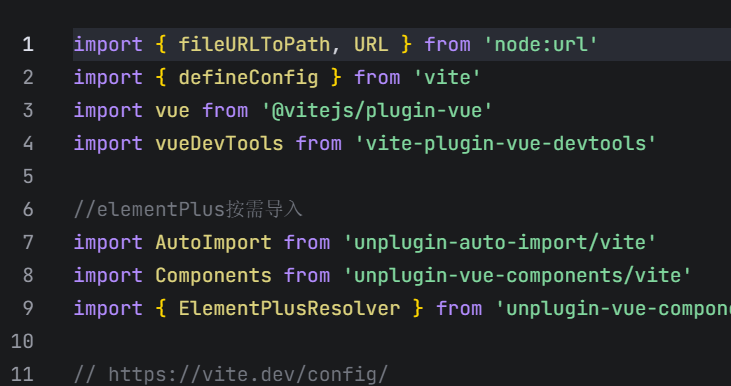 1 import { fileURLToPath, URL } from 'node:url'
2 import { defineConfig } from 'vite'
3 import vue from '@vitejs/plugin-vue'
4 import vueDevTools from 'vite-plugin-vue-devtools'
5
6 //elementPlus按需导入
7 import AutoImport from 'unplugin-auto-import/vite'
8 import Components from 'unplugin-vue-components/vite'
9 import { ElementPlusResolver } from 'unplugin-vue-compon
10
11 // https://vite.dev/config/